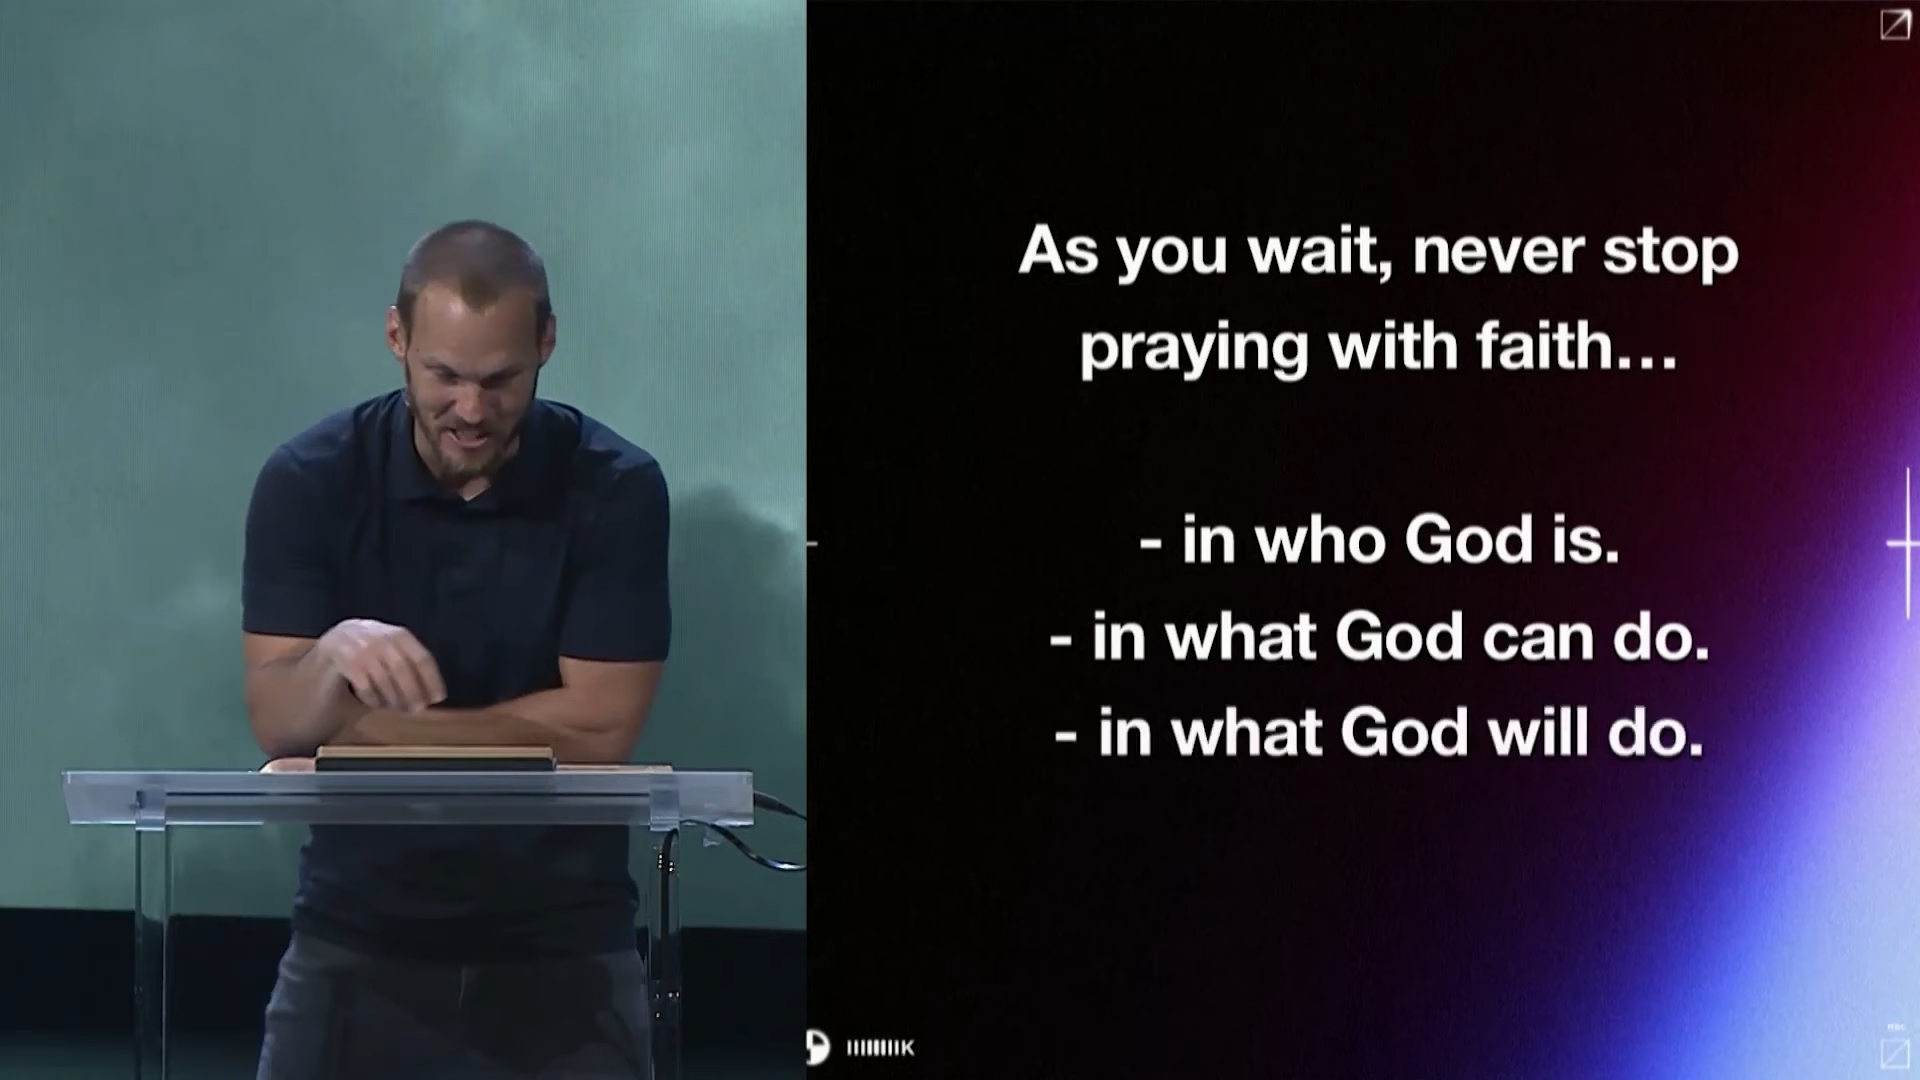 As you wait, never stop
praying with faith…
- in who God is.
- in what God can do.
- in what God will do.